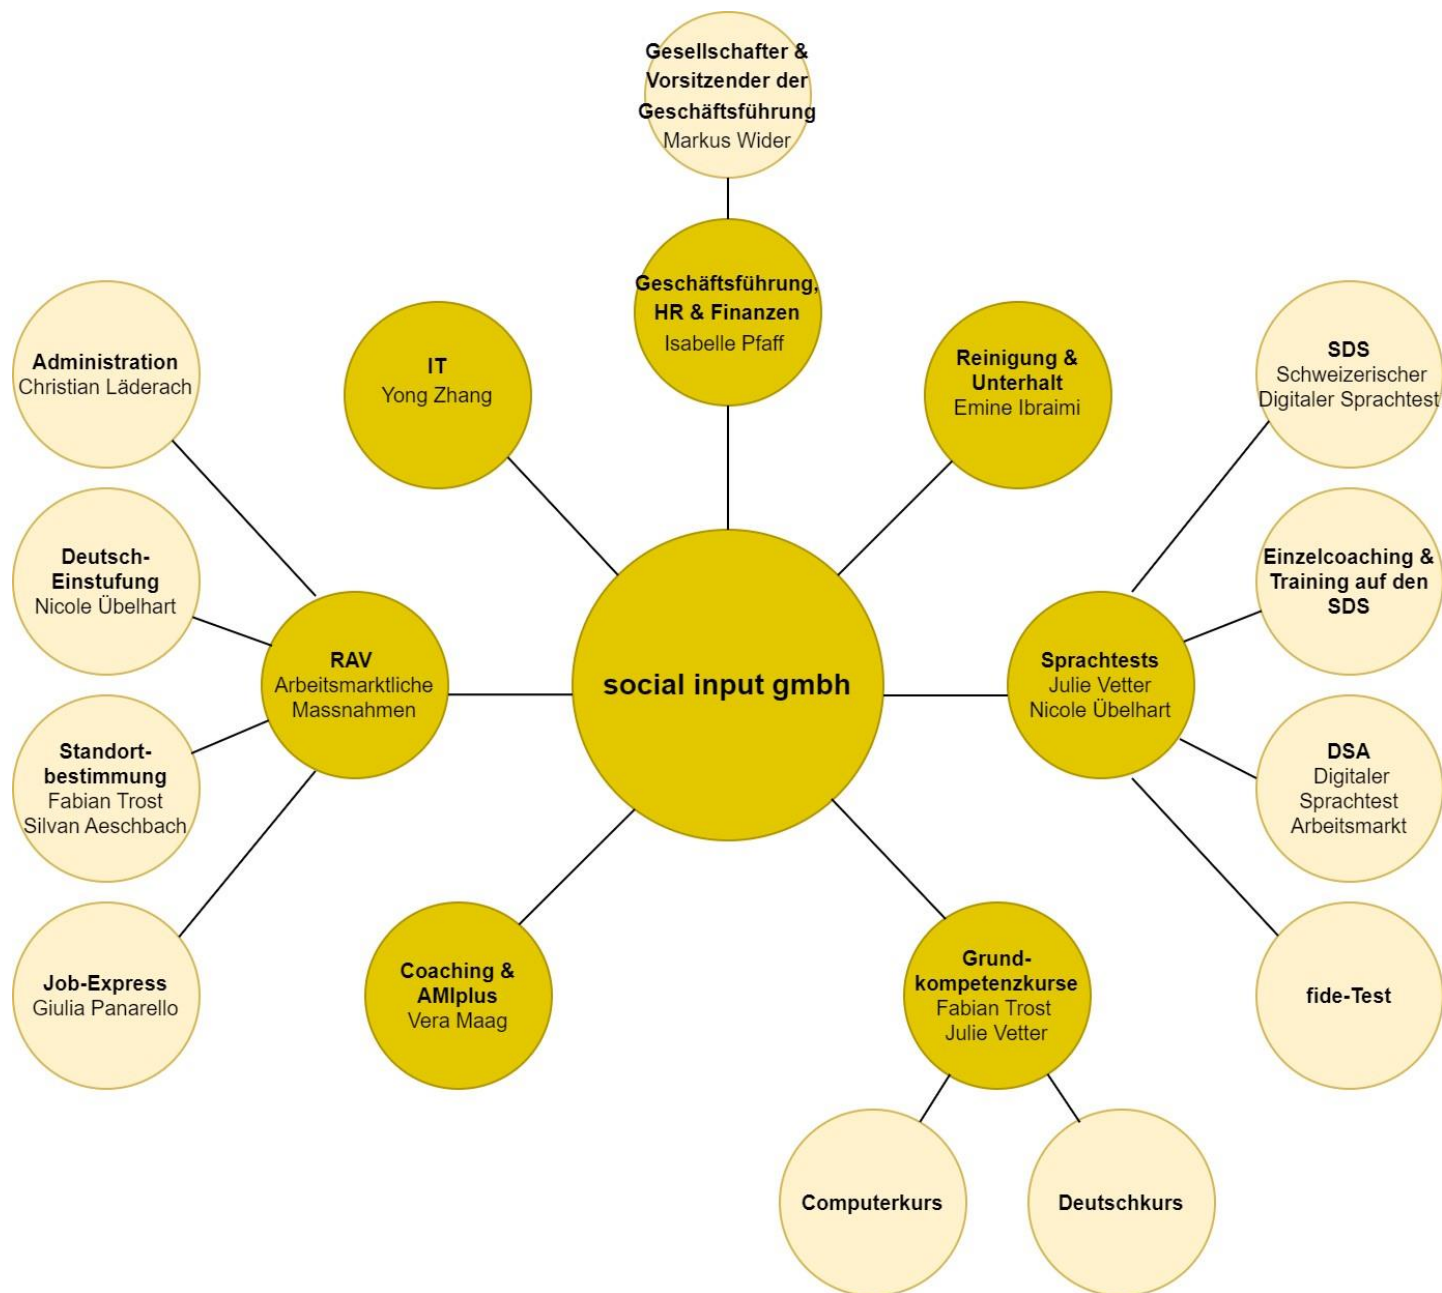 Gesellschafter &
Vorsitzender der
Geschäftsführung
Markus Wider
Geschäftsführung,
HR & Finanzen
Isabelle Pfaff
Administration
Christian Läderach
IT
Yong Zhang
Reinigung &
Unterhalt
Emine Ibraimi
SDS
Schweizerischer
Digitaler Sprachtest
Deutsch-
Einstufung
Nicole Übelhart
Einzelcoaching &
Training auf den
SDS
RAV
Arbeitsmarktliche
Massnahmen
social input gmbh
Sprachtests
Julie Vetter
Nicole Übelhart
Standort-
bestimmung
Fabian Trost
Silvan Aeschbach
DSA
Digitaler
Sprachtest
Arbeitsmarkt
Job-Express
Giulia Panarello
Coaching &
AMIplus
Vera Maag
Grund-
kompetenzkurse
Fabian Trost
Julie Vetter
fide-Test
Computerkurs
Deutschkurs